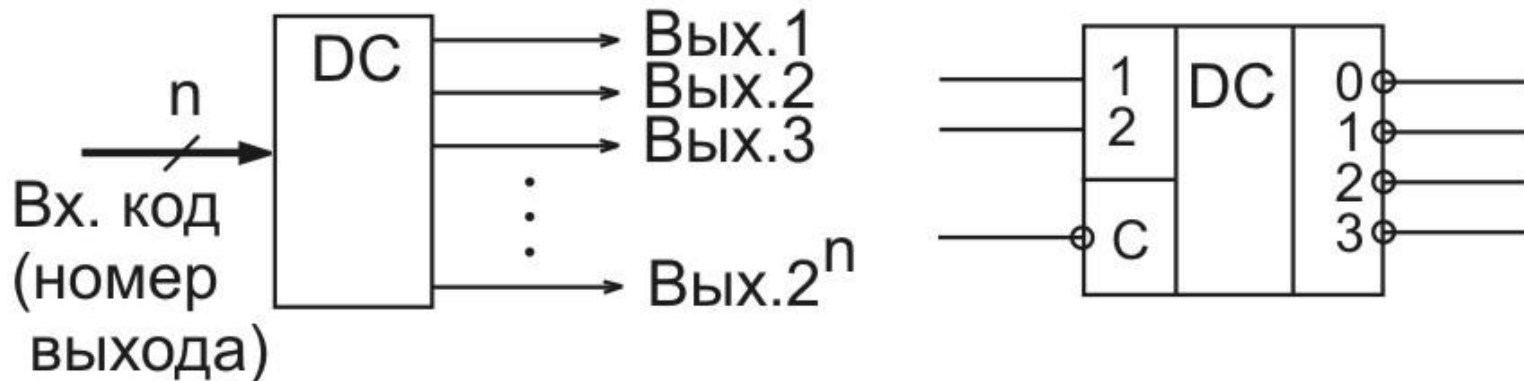 n
Вх. код
(номер
выхода)
DC
Вых.1
Вых.2
Вых.3
Вых.2ⁿ
1
2
C
DC
0
1
2
3